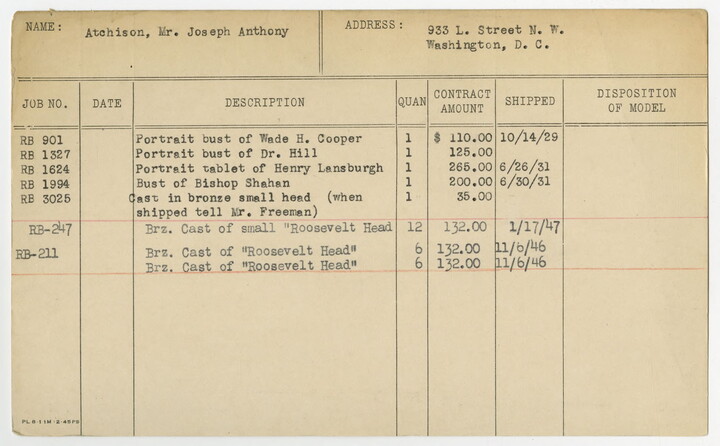 NAME: Atchison, Mr. Joseph Anthony ADDRESS: 933 L. Street N. W.
Washington, D. C.
JOB NO. DATE DESCRIPTION QUAN CONTRACT AMOUNT SHIPPED DISPOSITION OF MODEL
RB 901 Portrait bust of Wade H. Cooper 1 $ 110.00 10/14/29
RB 1327 Portrait bust of Dr. Hill 1 125.00
RB 1624 Portrait tablet of Henry Lansburgh 1 265.00 6/26/31
RB 1994 Bust of Bishop Shahan 1 200.00 6/30/31
RB 3025 Cast in bronze small head (when 1 35.00
shipped tell Mr. Freeman)
RB-247 Brz. Cast of small "Roosevelt Head 12 132.00 1/17/47
RB-211 Brz. Cast of "Roosevelt Head" 6 132.00 11/6/46
Brz. Cast of "Roosevelt Head" 6 132.00 11/6/46